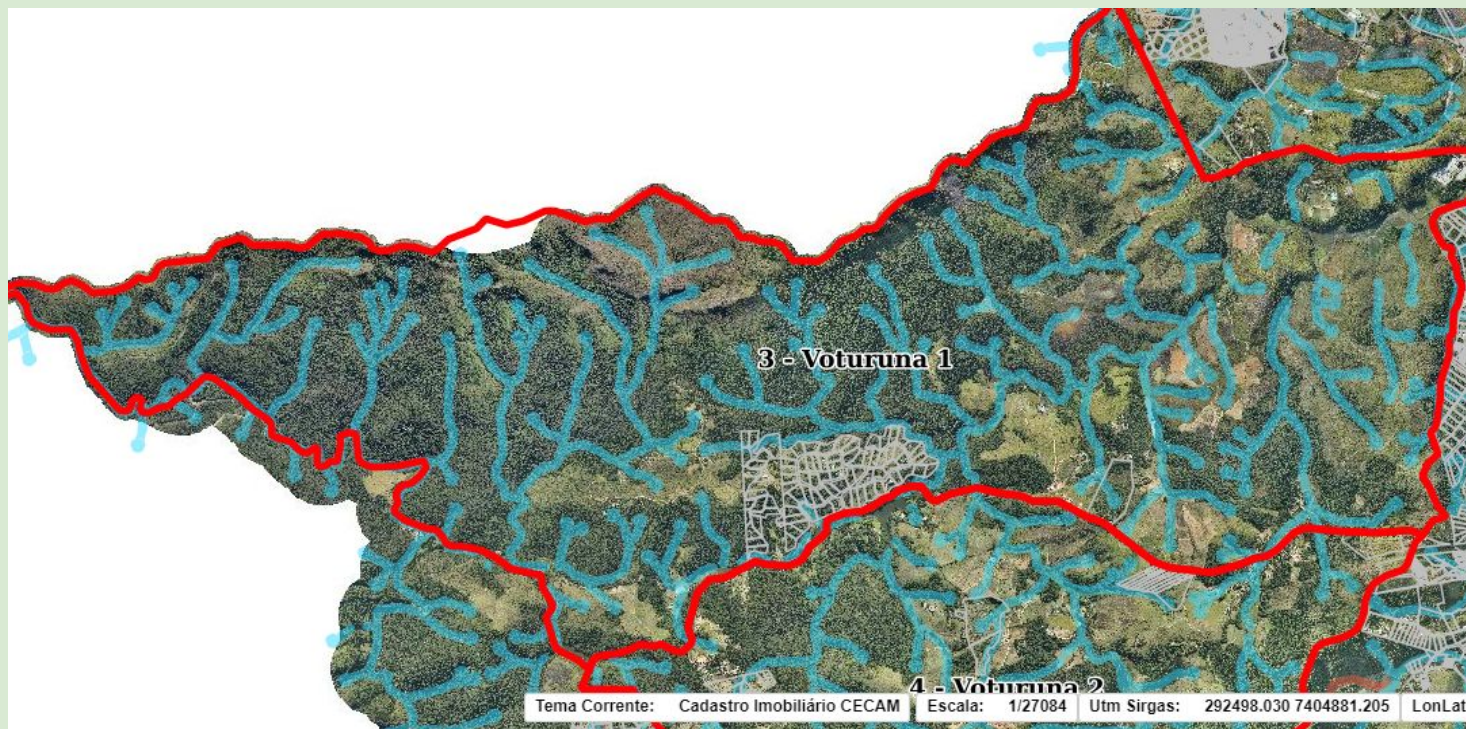 3 - Voturuna 1
4 - Voturuna 2
Tema Corrente: Cadastro Imobiliário CECAM Escala: 1/27084 Utm Sirgas: 292498.030 7404881.205 LonLat